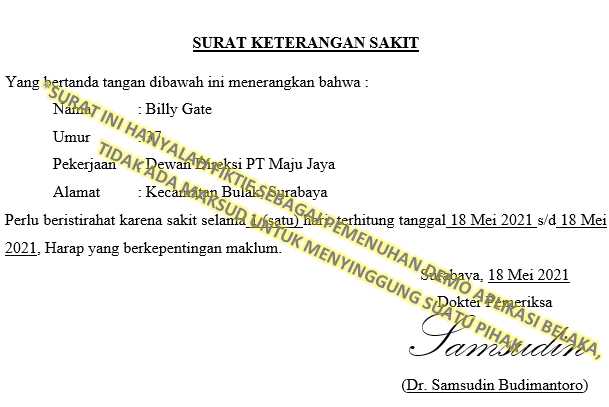 SURAT KETERANGAN SAKIT
Yang bertanda tangan dibawah ini menerangkan bahwa :
Nama : Billy Gate
Umur : 37
Pekerjaan : Dewan Direksi PT Maju Jaya
Alamat : Kecamatan Bulak, Surabaya
Perlu beristirahat karena sakit selama 1 (satu) hari, terhitung tanggal 18 Mei 2021 s/d 18 Mei
2021, Harap yang berkepentingan maklum.
Surabaya, 18 Mei 2021
Dokter Pemeriksa
Samsudin
(Dr. Samsudin Budimantoro)
*SURAT INI HANYALAH FIKTIF SEBAGAI PEMENUHAN DEMO APLIKASI BELAKA,
TIDAK ADA MAKSUD UNTUK MENYINGGUNG SUATU PIHAK